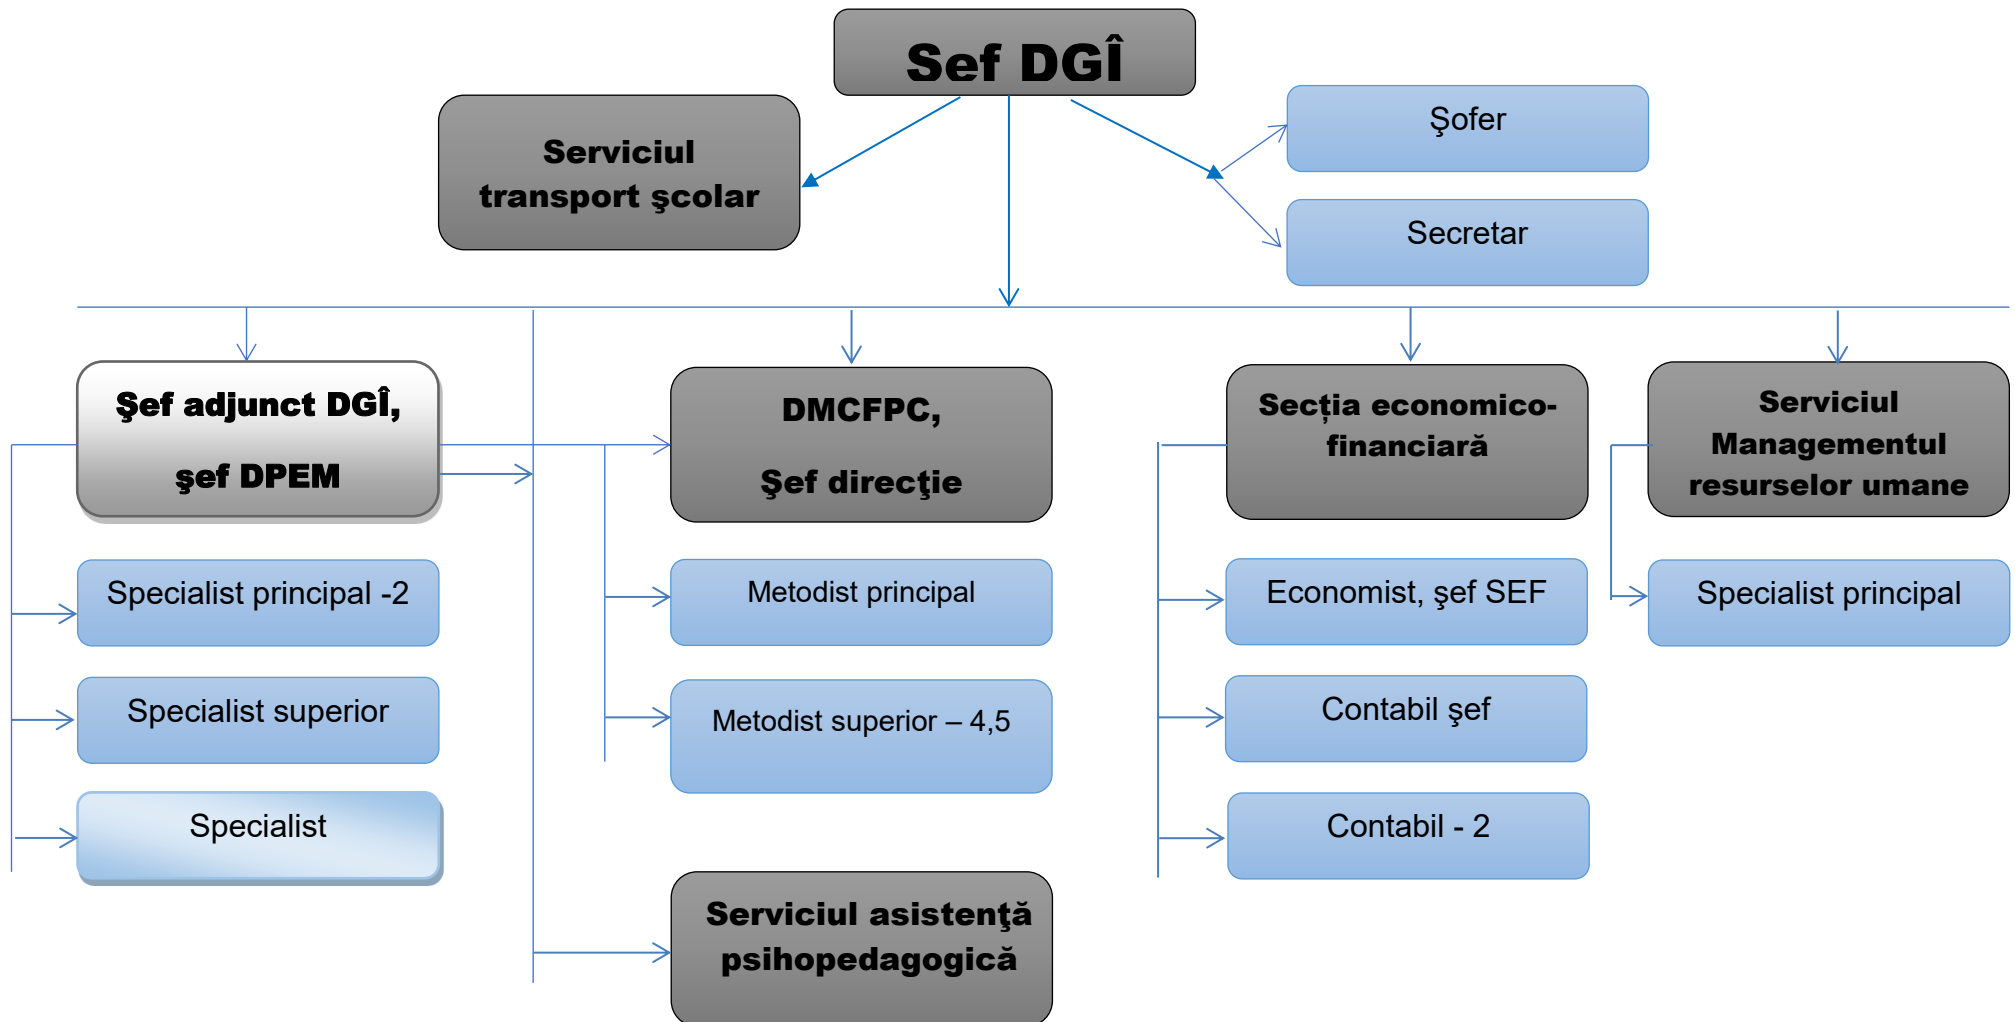 Sef DGÎ
Serviciul
transport şcolar
Şofer
Secretar
Şef adjunct DGÎ,
şef DPEM
DMCFPC,
Şef direcţie
Secția economico-
financiară
Serviciul
Managementul
resurselor umane
Specialist principal -2
Metodist principal
Economist, şef SEF
Specialist principal
Specialist superior
Metodist superior – 4,5
Contabil şef
Specialist
Contabil - 2
Serviciul asistenţă
psihopedagogică